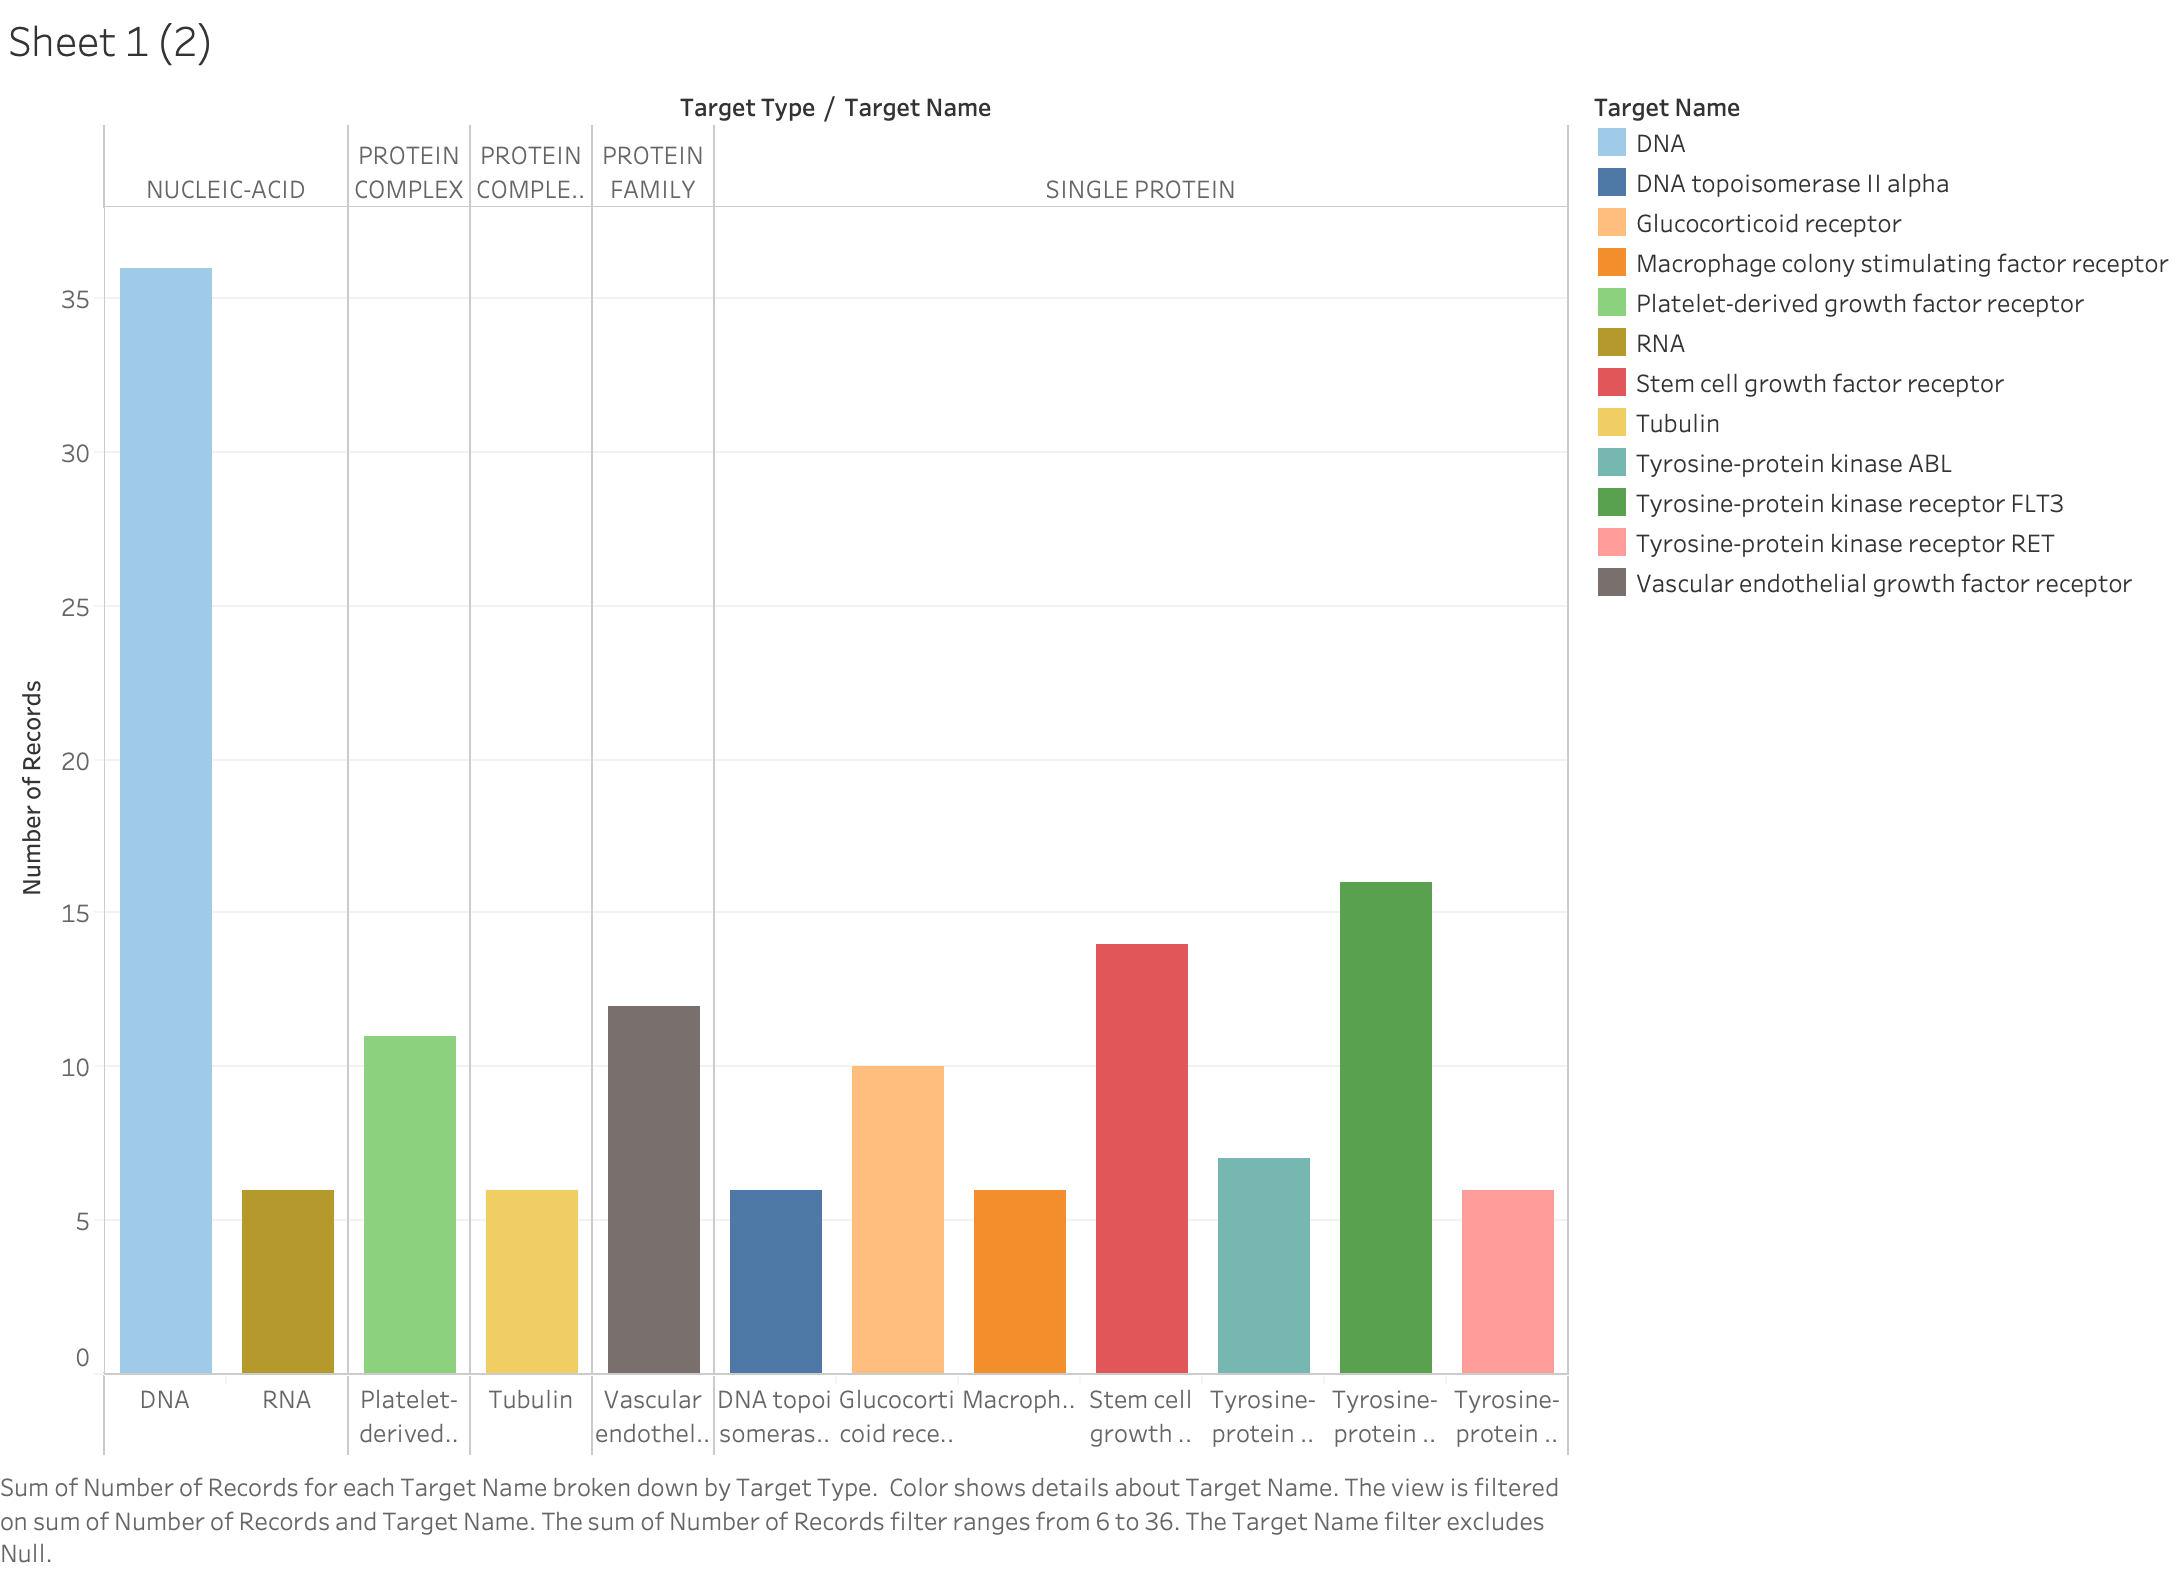 Sheet 1 (2)
Target Type / Target Name
NUCLEIC-ACID
PROTEIN
COMPLEX
PROTEIN
COMPLE..
PROTEIN
FAMILY
SINGLE PROTEIN
Number of Records
35
30
25
20
15
10
5
0
DNA
RNA
Platelet-
derived..
Tubulin
Vascular
endothel..
DNA topoi
someras..
Glucocorti
coid rece..
Macroph..
Stem cell
growth ..
Tyrosine-
protein ..
Tyrosine-
protein ..
Tyrosine-
protein ..
Target Name
DNA
DNA topoisomerase II alpha
Glucocorticoid receptor
Macrophage colony stimulating factor receptor
Platelet-derived growth factor receptor
RNA
Stem cell growth factor receptor
Tubulin
Tyrosine-protein kinase ABL
Tyrosine-protein kinase receptor FLT3
Tyrosine-protein kinase receptor RET
Vascular endothelial growth factor receptor
Sum of Number of Records for each Target Name broken down by Target Type.  Color shows details about Target Name. The view is filtered
on sum of Number of Records and Target Name. The sum of Number of Records filter ranges from 6 to 36. The Target Name filter excludes
Null.